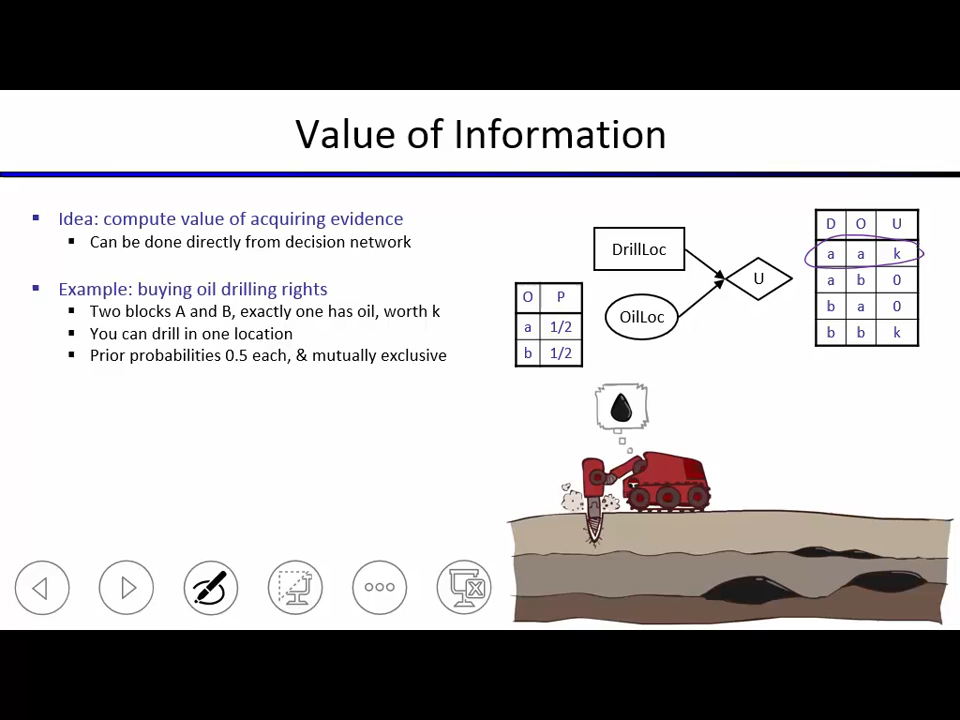 Value of Information
Idea: compute value of acquiring evidence
Can be done directly from decision network
Example: buying oil drilling rights
Two blocks A and B, exactly one has oil, worth k
You can drill in one location
Prior probabilities 0.5 each, & mutually exclusive
O P
a 1/2
b 1/2
DrillLoc
OilLoc
U
D O U
a a k
a b 0
b a 0
b b k